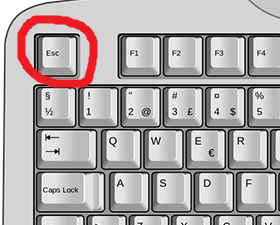 Esc F1 F2 F3 F4
§ ! " # ¤ %
½ 1 2 @ 3 £ 4 $ 5
Q W E R
€
Caps Lock A S D F